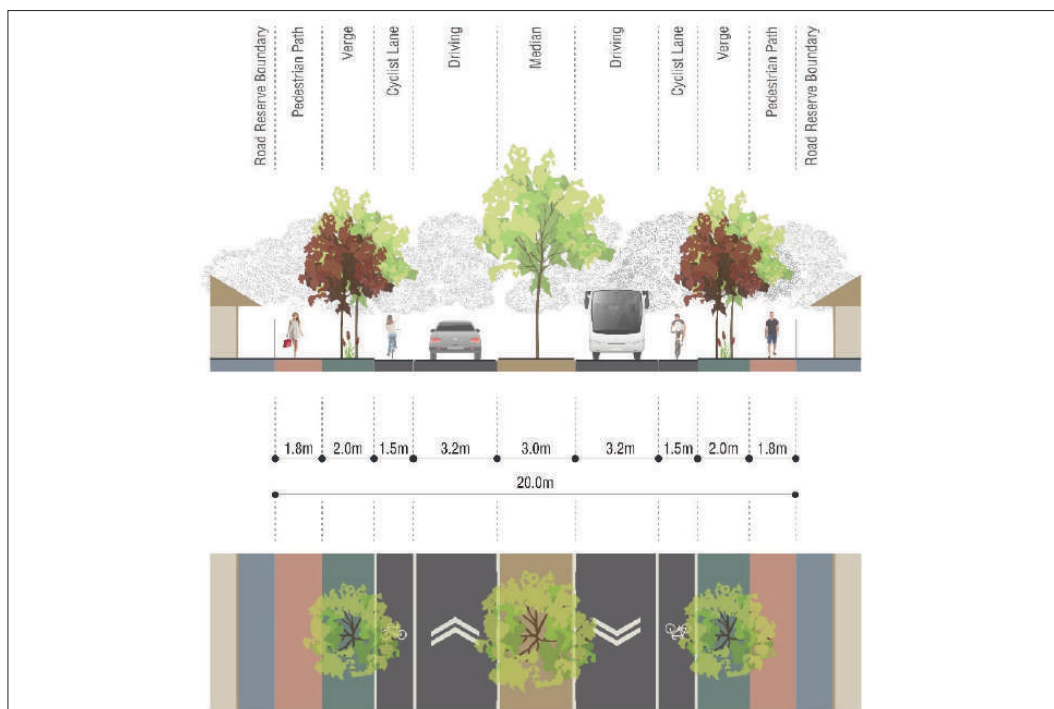 Road Reserve Boundary
Pedestrian Path
Verge
Cyclist Lane
Driving
Median
Driving
Cyclist Lane
Verge
Pedestrian Path
Road Reserve Boundary
1.8m 2.0m 1.5m 3.2m 3.0m 3.2m 1.5m 2.0m 1.8m
20.0m